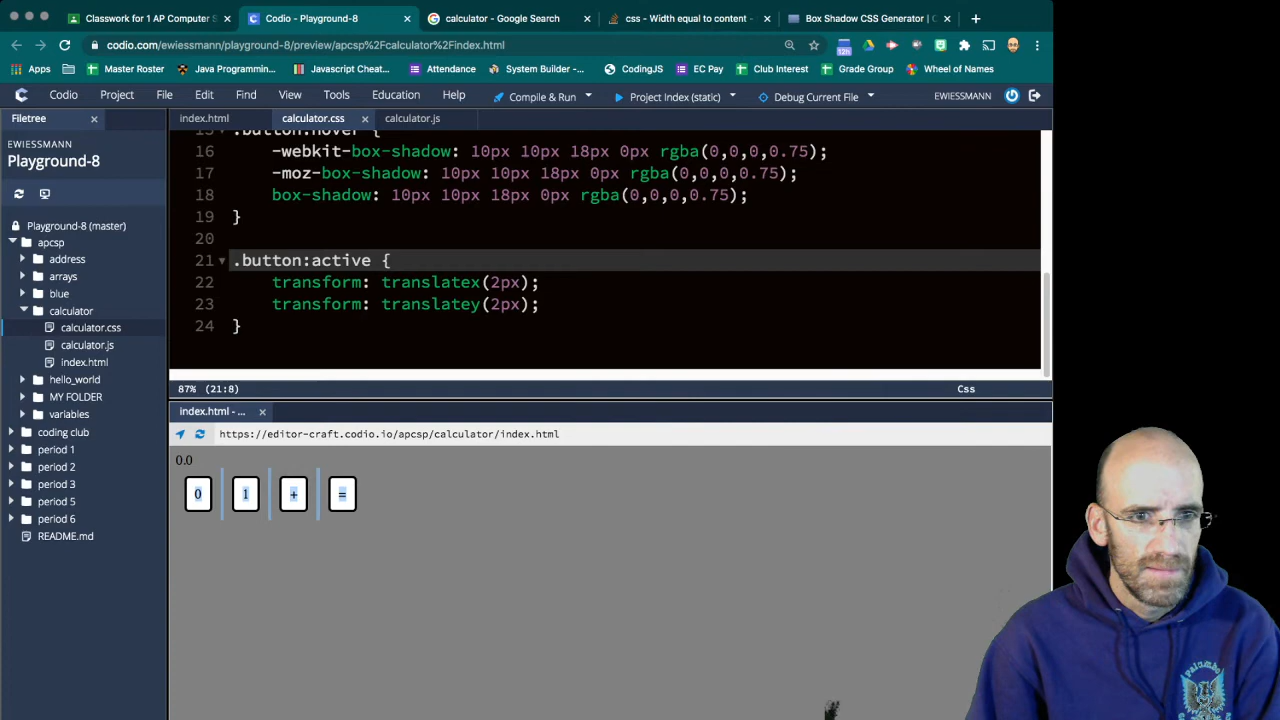 Classwork for 1 AP Computer S
Codio - Playground-8
calculator - Google Search
css - Width equal to content -
Box Shadow CSS Generator | C
codio.com/ewiessmann/playground-8/preview/apcsp%2Fcalculator%2Findex.html
12h
Apps
Master Roster
Java Programmin...
Javascript Cheat...
Attendance
System Builder -...
CodingJS
EC Pay
Club Interest
Grade Group
Wheel of Names
Codio Project File Edit Find View Tools Education Help
Compile & Run
Project Index (static)
Debug Current File
EWIESSMANN
Filetree
index.html
calculator.css
calculator.js
EWIESSMANN
Playground-8
Playground-8 (master)
apcsp
address
arrays
blue
calculator
calculator.css
calculator.js
index.html
hello_world
MY FOLDER
variables
coding club
period 1
period 2
period 3
period 5
period 6
README.md
15 .button:hover {
16 -webkit-box-shadow: 10px 10px 18px 0px rgba(0,0,0,0.75);
17 -moz-box-shadow: 10px 10px 18px 0px rgba(0,0,0,0.75);
18 box-shadow: 10px 10px 18px 0px rgba(0,0,0,0.75);
19 }
20
21 .button:active {
22 transform: translatex(2px);
23 transform: translatey(2px);
24 }
87% (21:8)
Css
index.html - ...
https://editor-craft.codio.io/apcsp/calculator/index.html
0.0
0 1 + =
Palumbo